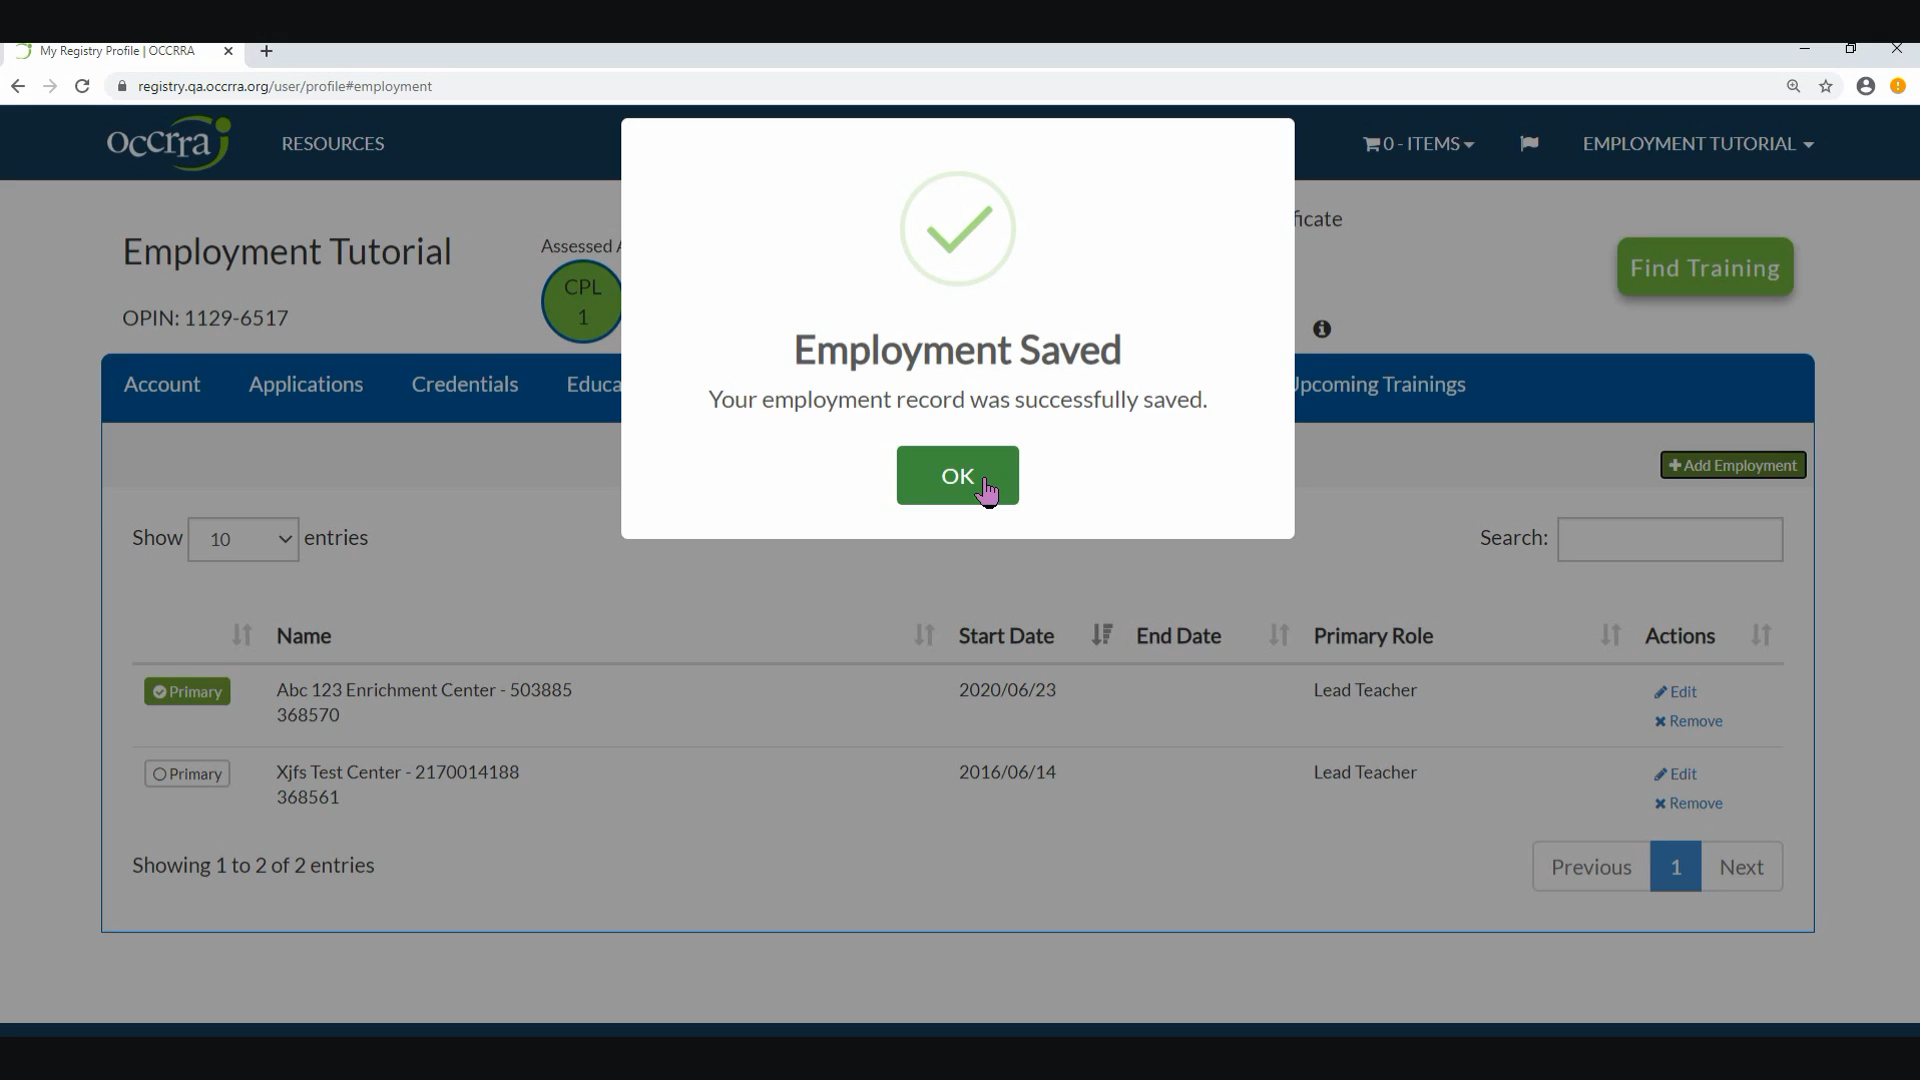 My Registry Profile | OCCRRA
registry.qa.occrra.org/user/profile#employment
occrra
RESOURCES
0 - ITEMS
EMPLOYMENT TUTORIAL
Employment Tutorial
OPIN: 1129-6517
Assessed A
CPL
1
ficate
Find Training
Account
Applications
Credentials
Educa
Upcoming Trainings
Employment Saved
Your employment record was successfully saved.
OK
Add Employment
Show 10 entries
Search:
Name Start Date End Date Primary Role Actions
Primary Abc 123 Enrichment Center - 503885 2020/06/23 Lead Teacher Edit
368570 Remove
Primary Xjfs Test Center - 2170014188 2016/06/14 Lead Teacher Edit
368561 Remove
Showing 1 to 2 of 2 entries
Previous 1 Next